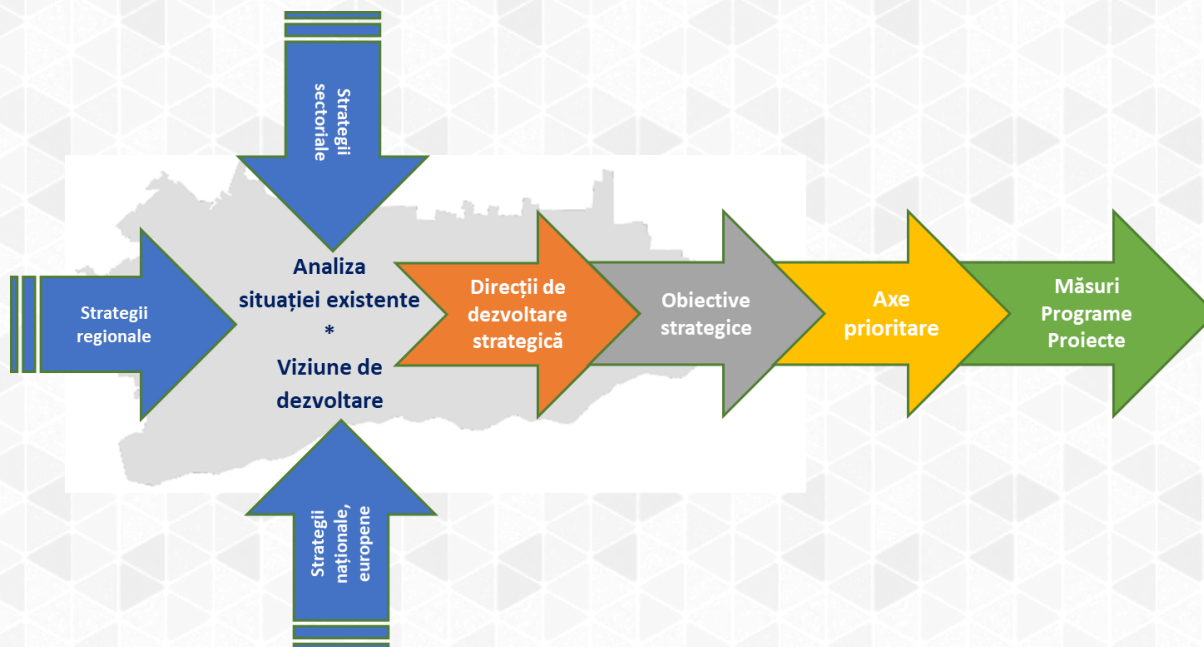 Strategii
sectoriale
Strategii
regionale
Analiza
situației existente
*
Viziune de
dezvoltare
Direcții de
dezvoltare
strategică
Obiective
strategice
Axe
prioritare
Măsuri
Programe
Proiecte
Strategii
naționale,
europene